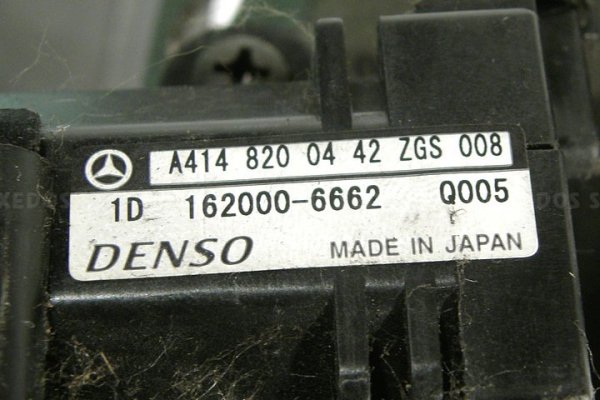 A414 820 04 42 ZGS 008
1D 162000-6662 Q005
DENSO MADE IN JAPAN